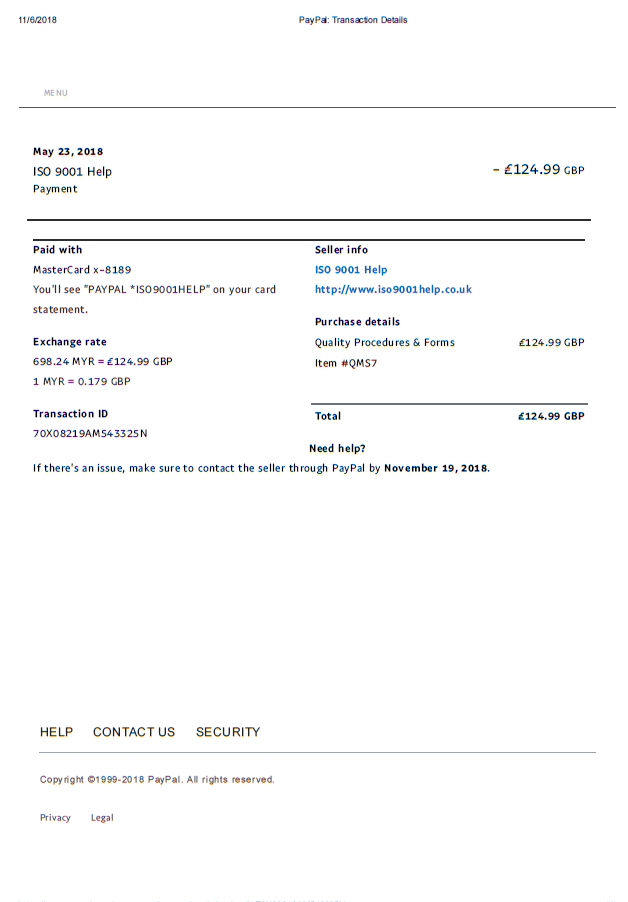 11/6/2018 PayPal: Transaction Details
MENU
May 23, 2018
ISO 9001 Help
- £124.99 GBP
Payment
Paid with
MasterCard x-8189
You'll see "PAYPAL *ISO9001HELP" on your card
statement.
Exchange rate
698.24 MYR = £124.99 GBP
1 MYR = 0.179 GBP
Transaction ID
70X08219AM543325N
Seller info
ISO 9001 Help
http://www.iso9001help.co.uk
Purchase details
Quality Procedures & Forms £124.99 GBP
Item #QMS7
Total £124.99 GBP
Need help?
If there's an issue, make sure to contact the seller through PayPal by November 19, 2018.
HELP CONTACT US SECURITY
Copyright ©1999-2018 PayPal. All rights reserved.
Privacy Legal